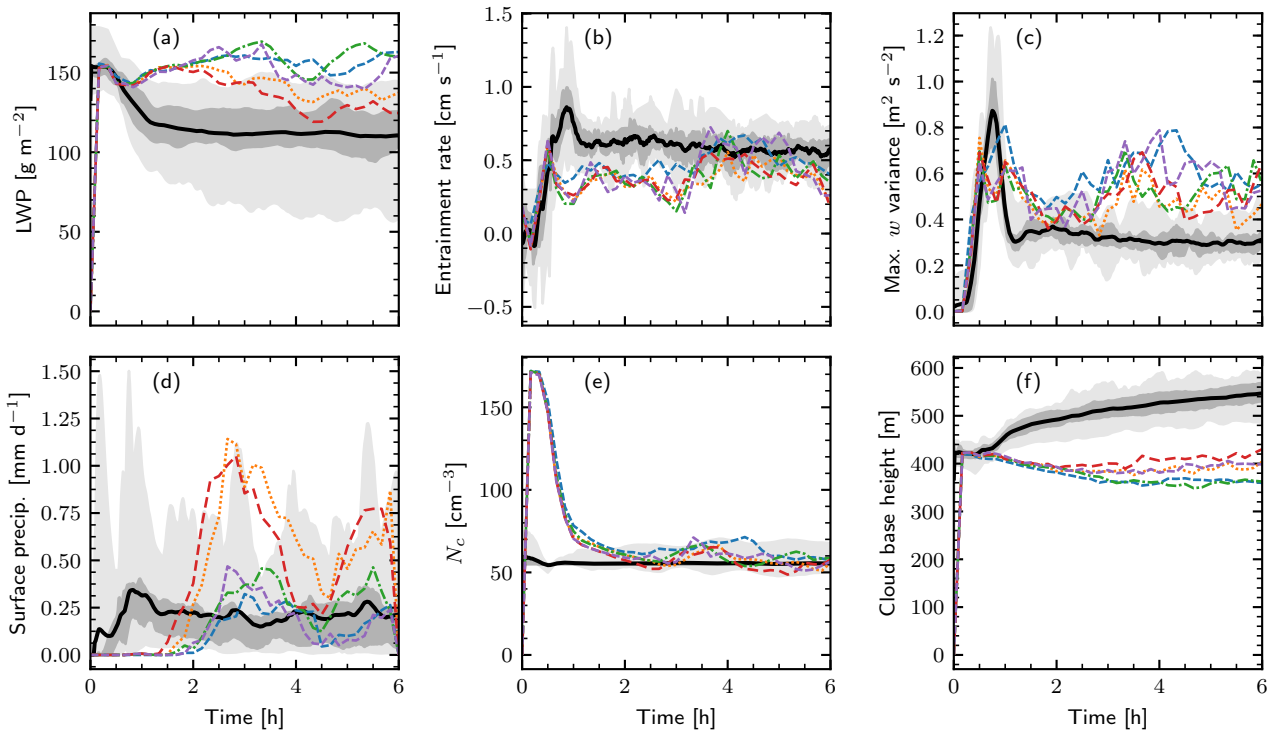 (a)
LWP [g m⁻²]
150
100
50
0
(b)
Entrainment rate [cm s⁻¹]
1.5
1.0
0.5
0.0
−0.5
(c)
Max. w variance [m² s⁻²]
1.2
1.0
0.8
0.6
0.4
0.2
0.0
(d)
Surface precip. [mm d⁻¹]
1.50
1.25
1.00
0.75
0.50
0.25
0.00
0 2 4 6
Time [h]
(e)
N_c [cm⁻³]
150
100
50
0
0 2 4 6
Time [h]
(f)
Cloud base height [m]
600
500
400
300
200
100
0
0 2 4 6
Time [h]